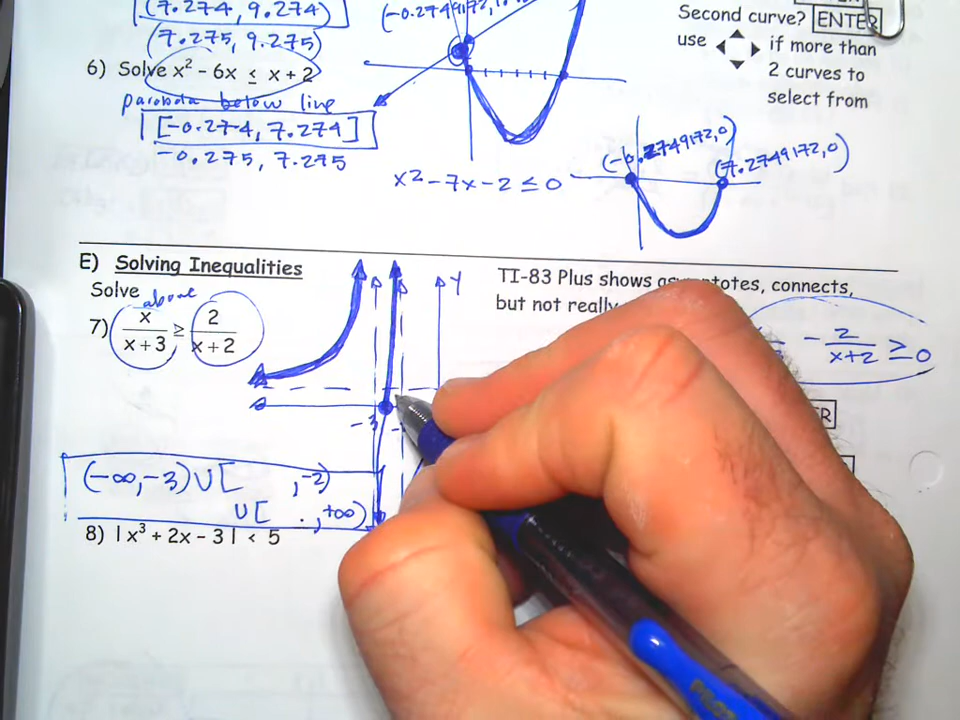 [(7.274, 9.274)
(7.275, 9.275)
6) Solve x² - 6x ≤ x + 2
parabola below line
[-0.274, 7.274]
-0.275, 7.275
Second curve? ENTER
use if more than
2 curves to
select from
x² - 7x - 2 ≤ 0
(-0.2749172, 0)
(7.2749172, 0)
E) Solving Inequalities
Solve
above
7) x/(x+3) ≥ 2/(x+2)
y
-3
TI-83 Plus shows asymptotes, connects,
but not really
- 2/(x+2) ≥ 0
(-∞, -3) ∪ [ , -2)
∪ [ , +∞)
8) |x³ + 2x - 3| < 5